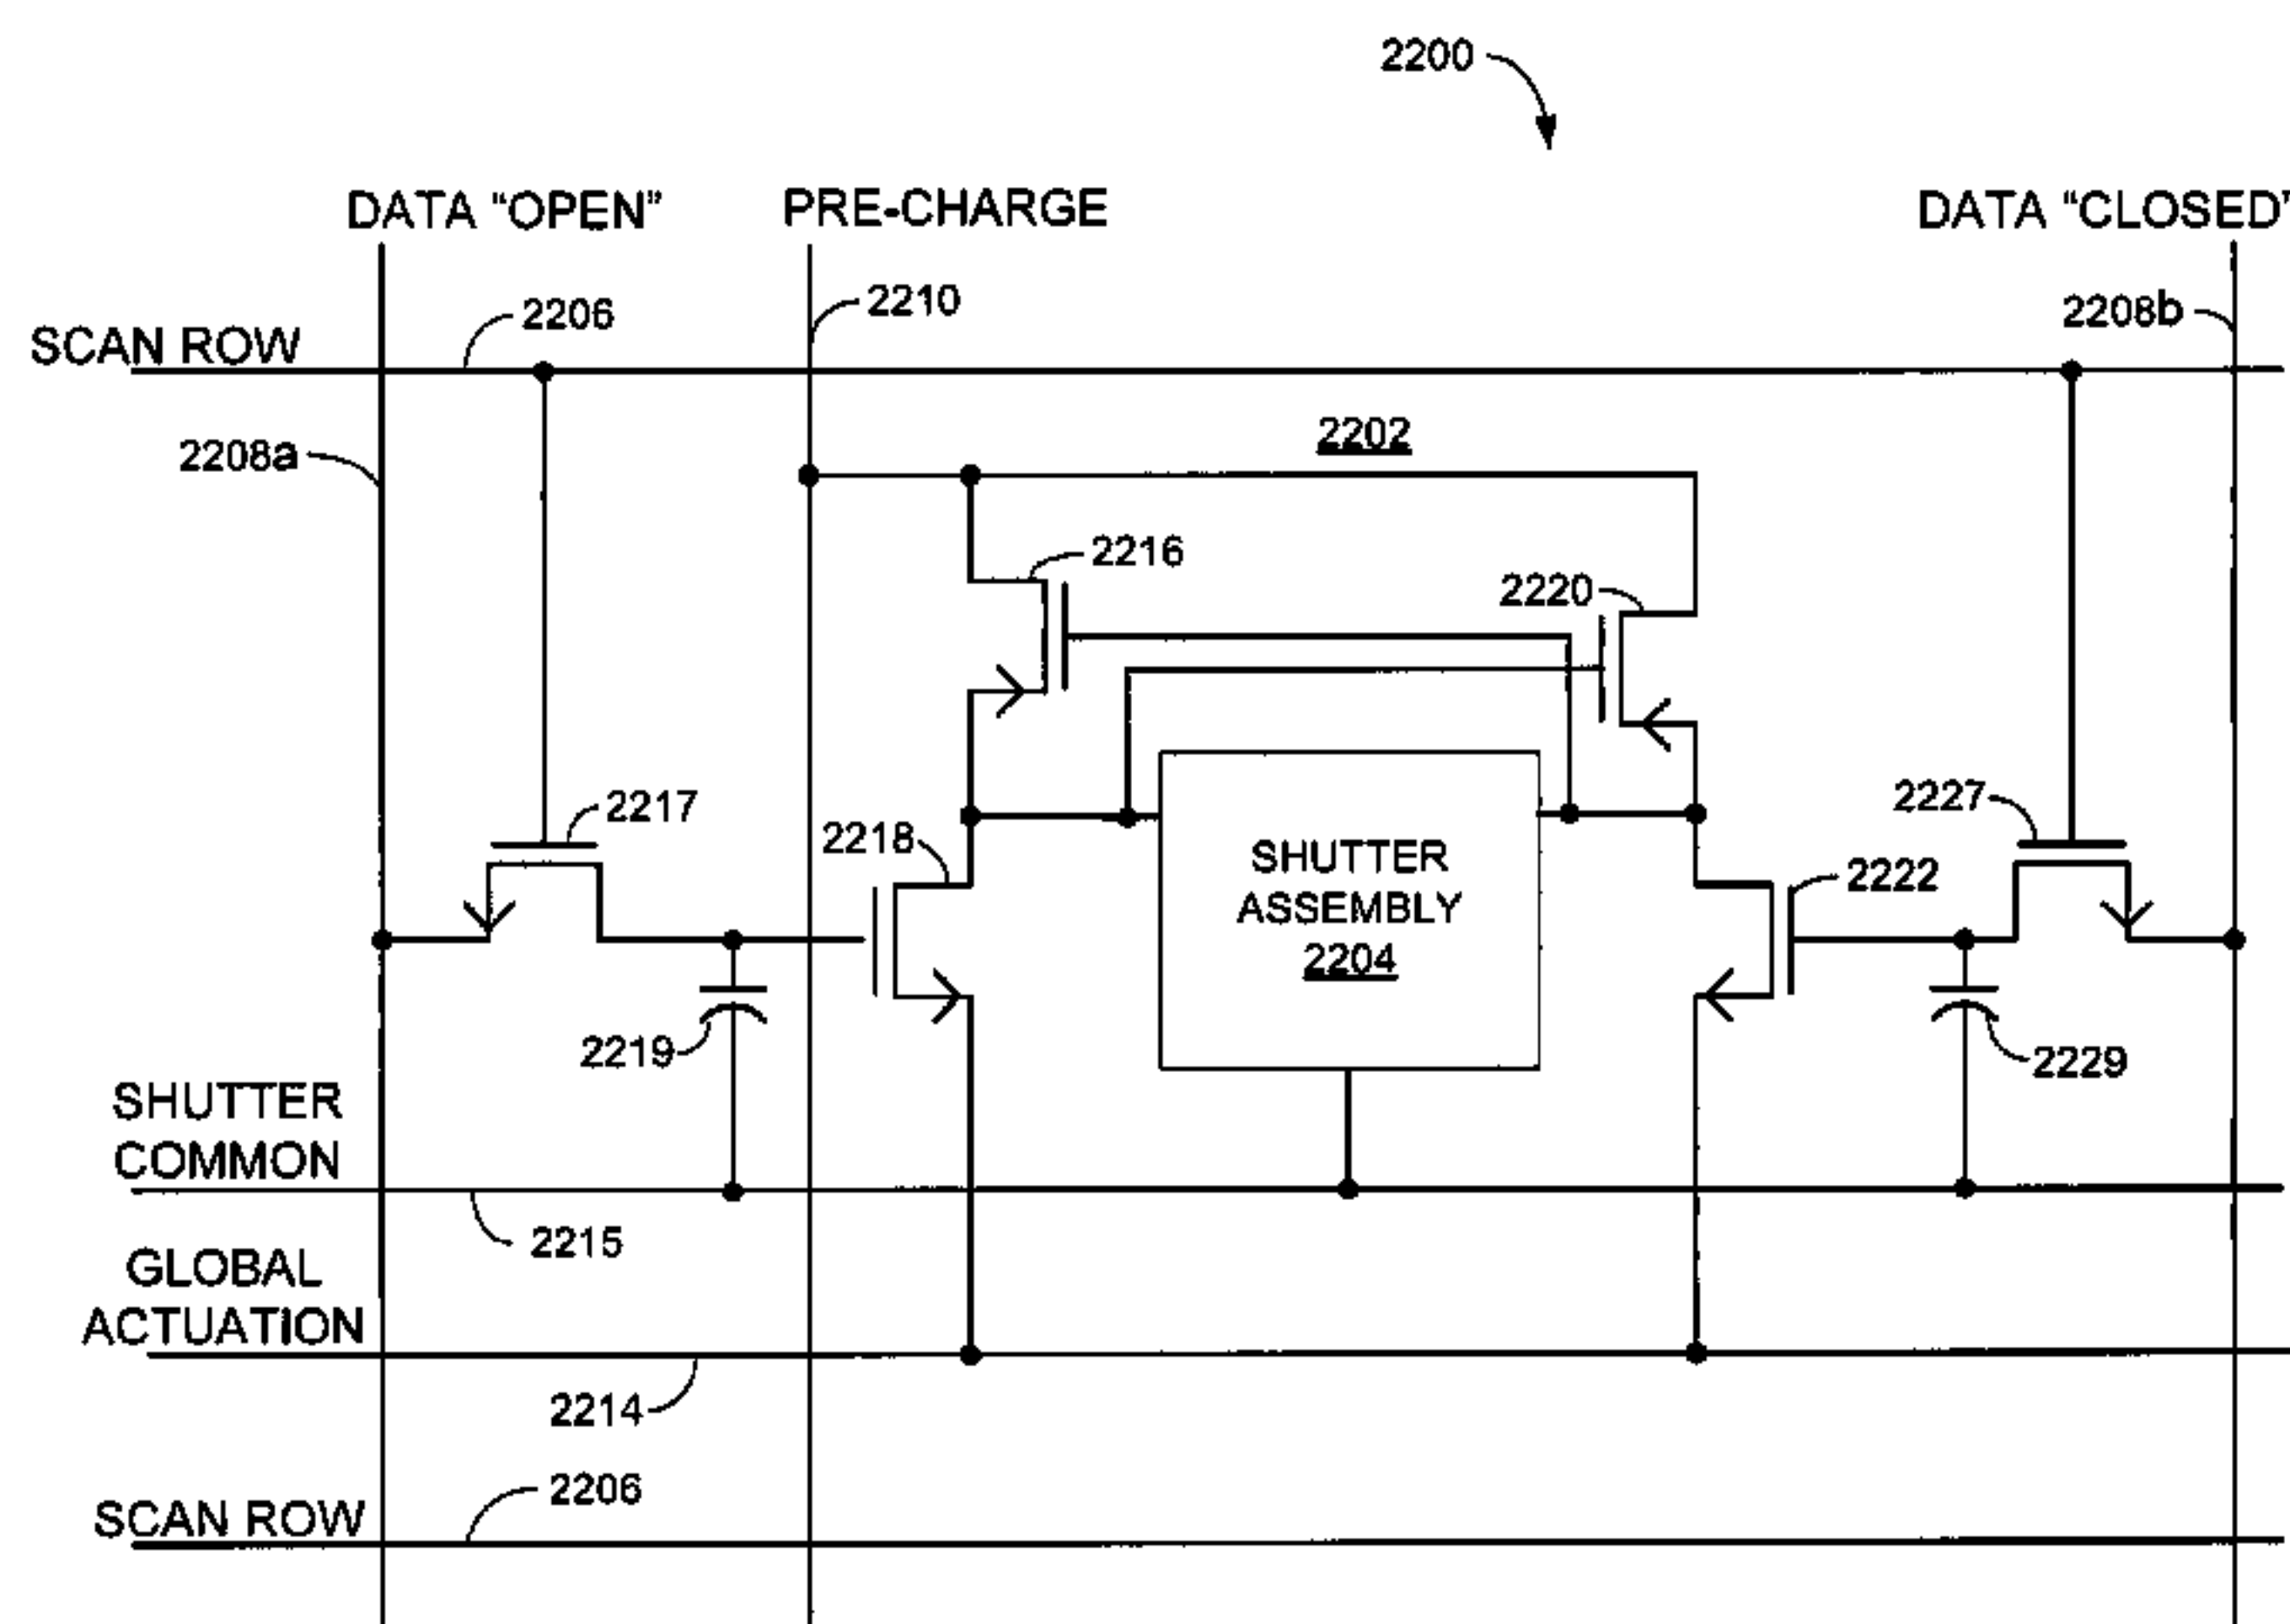 2200
DATA “OPEN”
PRE-CHARGE
DATA “CLOSED”
2210
2206
2208b
SCAN ROW
2202
2208a
2216
2220
2217
2218
2227
2222
SHUTTER
ASSEMBLY
2204
2219
2229
SHUTTER
COMMON
2215
GLOBAL
ACTUATION
2214
2206
SCAN ROW